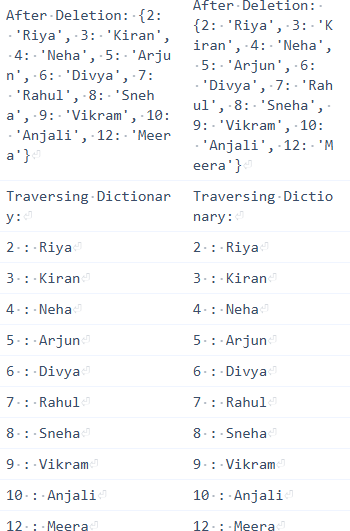 After Deletion: {2:
'Riya', 3: 'Kiran',
4: 'Neha', 5: 'Arju
n', 6: 'Divya', 7:
'Rahul', 8: 'Sneh
a', 9: 'Vikram', 10:
'Anjali', 12: 'Meer
a'}
Traversing Dictionar
y:
2 : Riya
3 : Kiran
4 : Neha
5 : Arjun
6 : Divya
7 : Rahul
8 : Sneha
9 : Vikram
10 : Anjali
12 : Meera
After Deletion:
{2: 'Riya', 3: 'K
iran', 4: 'Neha',
5: 'Arjun', 6:
'Divya', 7: 'Rah
ul', 8: 'Sneha',
9: 'Vikram', 10:
'Anjali', 12: 'M
eera'}
Traversing Dictio
nary:
2 : Riya
3 : Kiran
4 : Neha
5 : Arjun
6 : Divya
7 : Rahul
8 : Sneha
9 : Vikram
10 : Anjali
12 : Meera